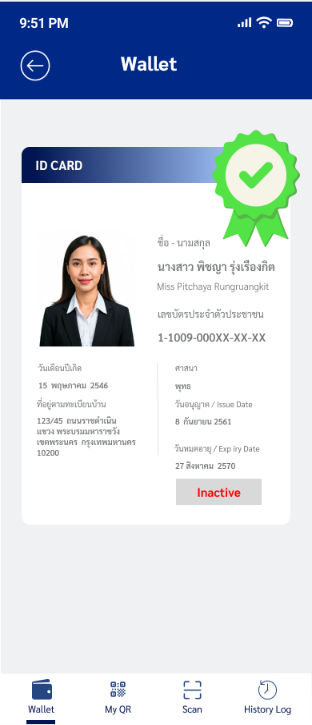 9:51 PM
Wallet
ID CARD
ชื่อ - นามสกุล
นางสาว พิชญา รุ่งเรืองกิต
Miss Pitchaya Rungruangkit
เลขบัตรประจำตัวประชาชน
1-1009-000XX-XX-XX
วันเดือนปีเกิด
15 พฤษภาคม 2546
ที่อยู่ตามทะเบียนบ้าน
123/45 ถนนราชดำเนิน
แขวง พระบรมมหาราชวัง
เขตพระนคร กรุงเทพมหานคร
10200
ศาสนา
พุทธ
วันอนุญาต / Issue Date
8 กันยายน 2561
วันหมดอายุ / Exp iry Date
27 สิงหาคม 2570
Inactive
Wallet
My QR
Scan
History Log